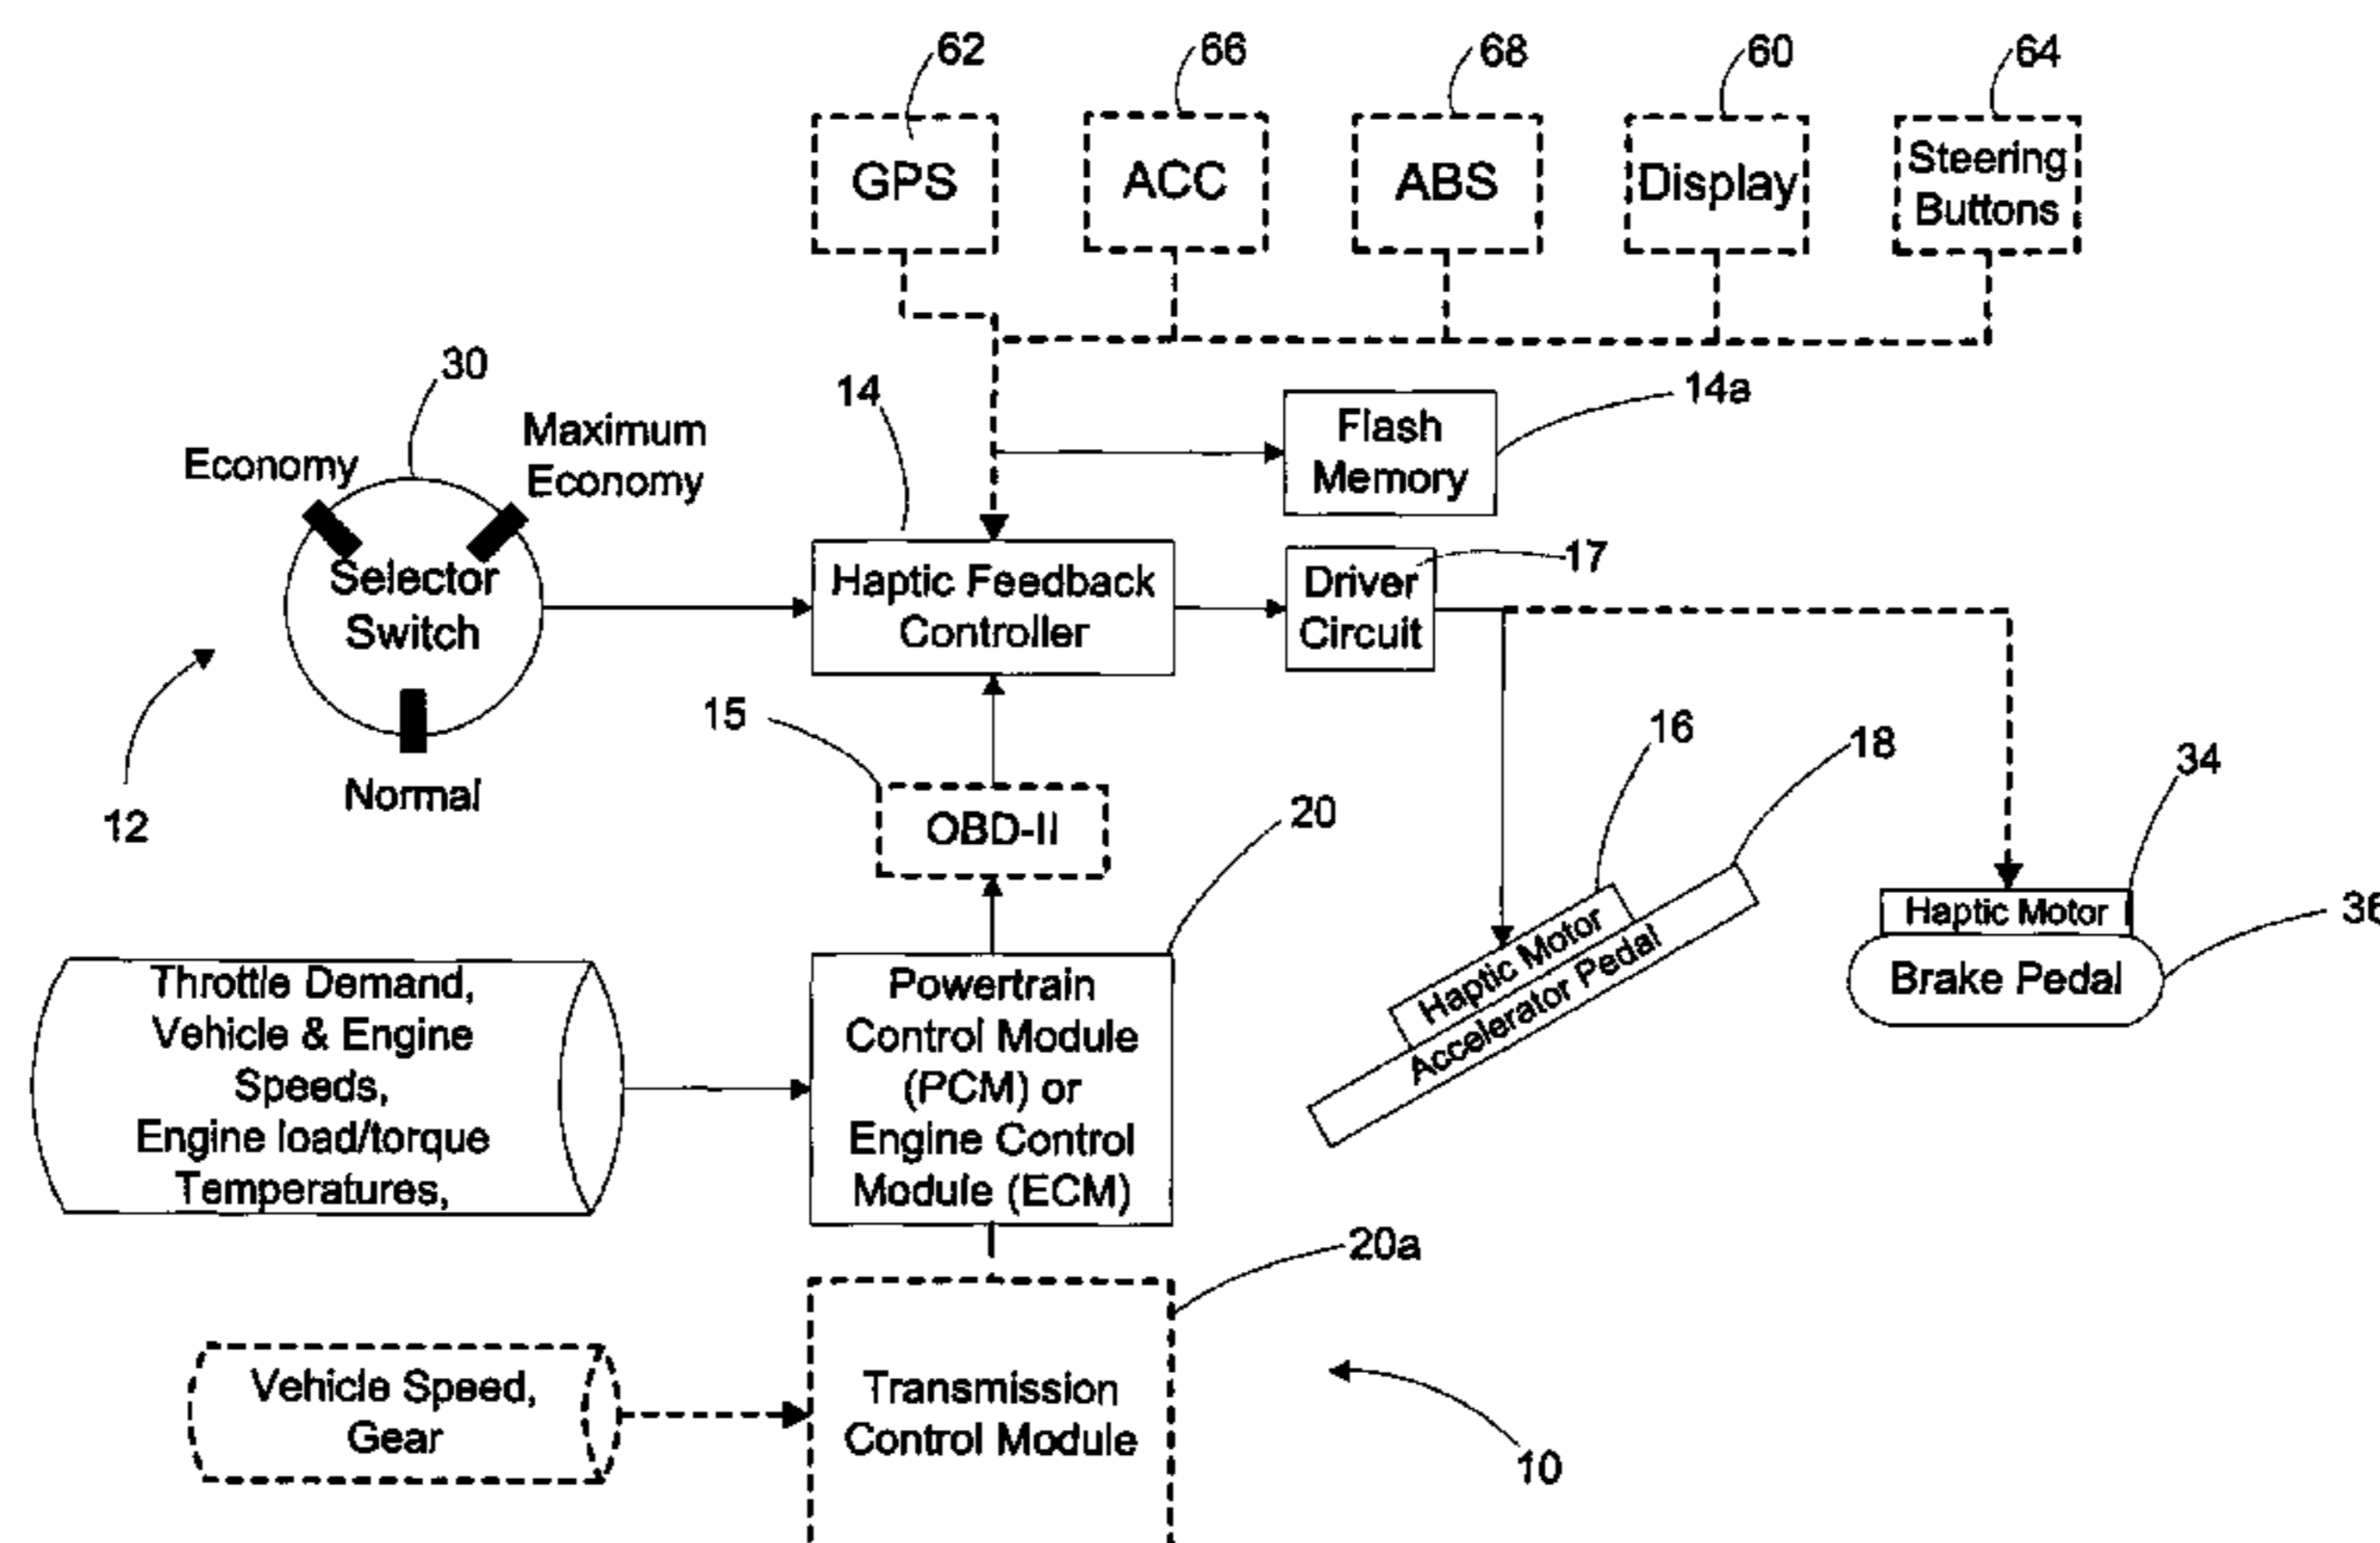 62
66
68
60
64
GPS
ACC
ABS
Display
Steering
Buttons
30
14
14a
Economy
Maximum
Economy
Flash
Memory
Selector
Switch
Haptic Feedback
Controller
Driver
Circuit
17
Normal
12
15
OBD-II
20
16
18
34
Haptic Motor
Accelerator Pedal
Haptic Motor
Brake Pedal
36
Throttle Demand,
Vehicle & Engine
Speeds,
Engine load/torque
Temperatures,
Powertrain
Control Module
(PCM) or
Engine Control
Module (ECM)
20a
Vehicle Speed,
Gear
Transmission
Control Module
10